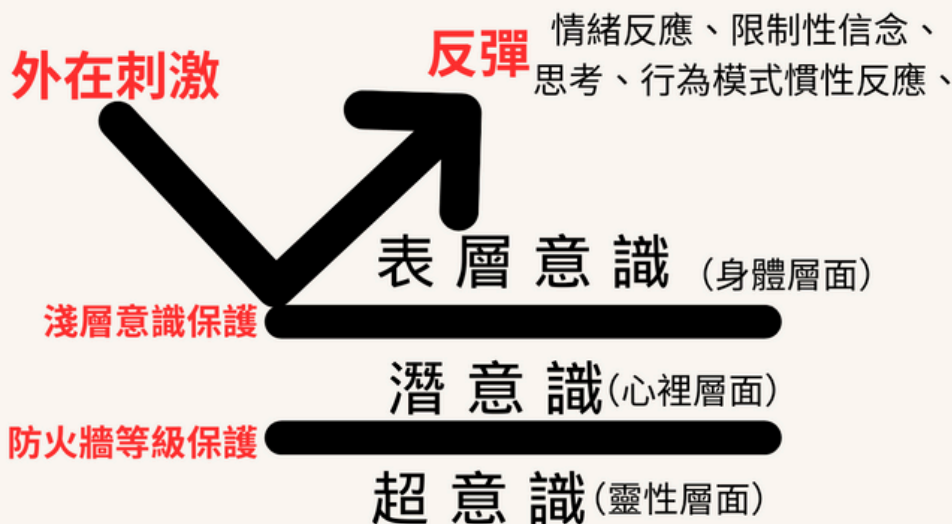 外在刺激
反彈
情緒反應、限制性信念、
思考、行為模式慣性反應、
表層意識 (身體層面)
淺層意識保護
潛意識(心裡層面)
防火牆等級保護
超意識(靈性層面)